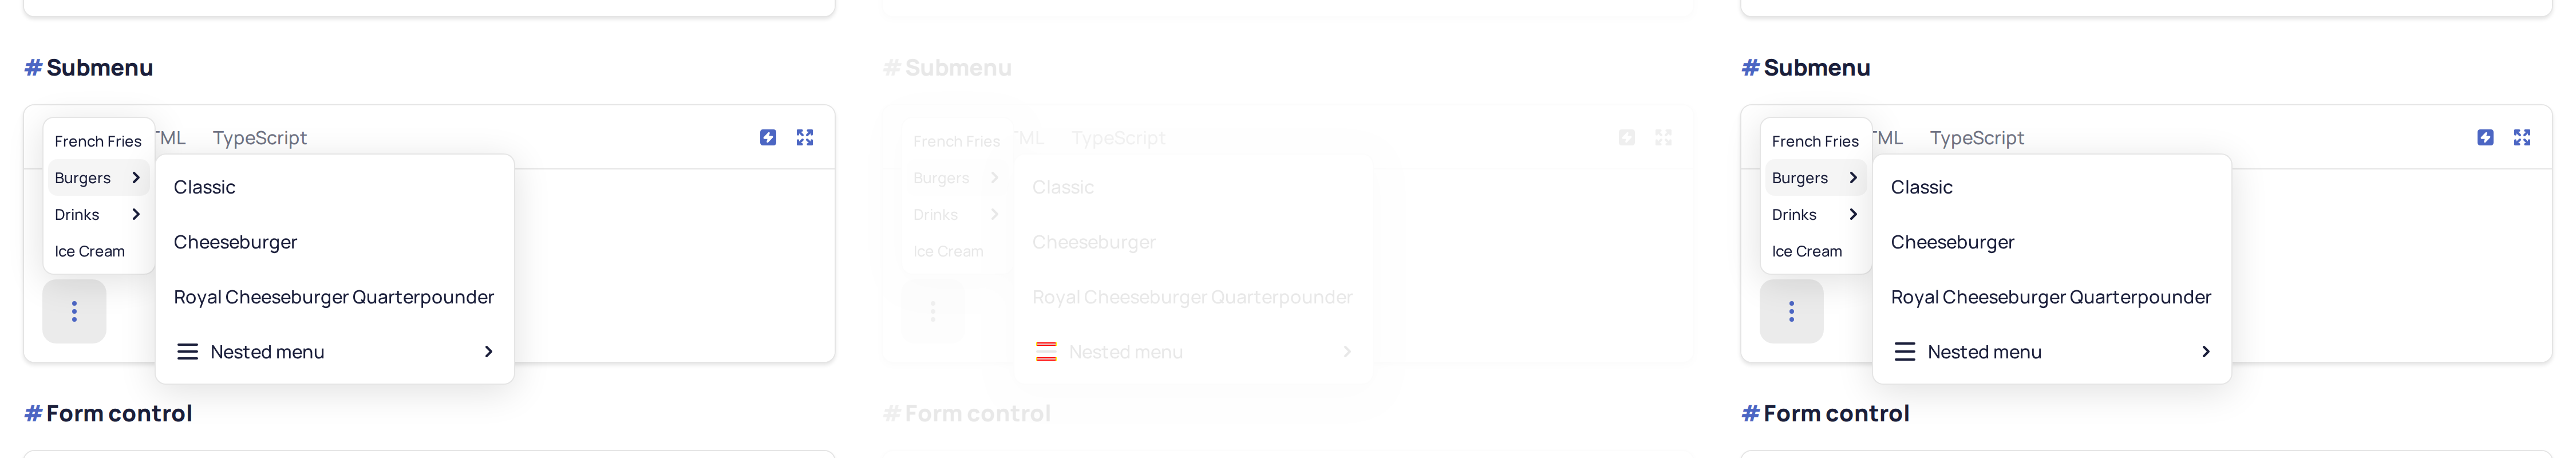 #Submenu
TML TypeScript
French Fries
Burgers
Drinks
Ice Cream
Classic
Cheeseburger
Royal Cheeseburger Quarterpounder
Nested menu
#Form control
#Submenu
ML TypeScript
French Fries
Burgers
Drinks
Ice Cream
Classic
Cheeseburger
Royal Cheeseburger Quarterpounder
Nested menu
#Form control
#Submenu
TML TypeScript
French Fries
Burgers
Drinks
Ice Cream
Classic
Cheeseburger
Royal Cheeseburger Quarterpounder
Nested menu
#Form control